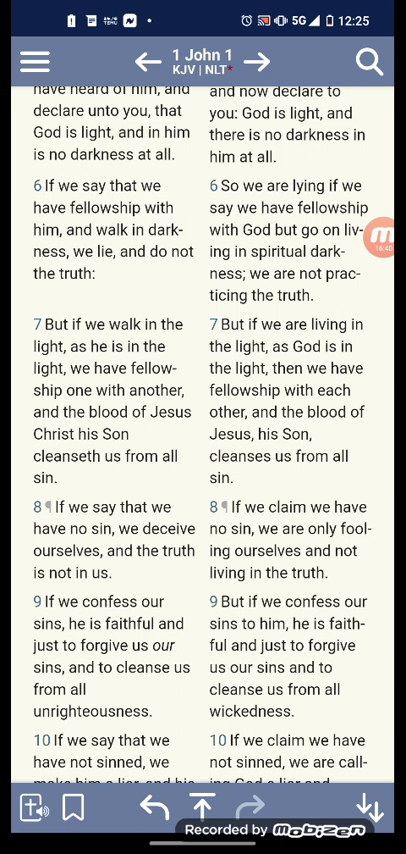 5G 12:25
1 John 1
KJV | NLT*
have heard of him, and
declare unto you, that
God is light, and in him
is no darkness at all.
6 If we say that we
have fellowship with
him, and walk in dark-
ness, we lie, and do not
the truth:
7 But if we walk in the
light, as he is in the
light, we have fellow-
ship one with another,
and the blood of Jesus
Christ his Son
cleanseth us from all
sin.
8 ¶ If we say that we
have no sin, we deceive
ourselves, and the truth
is not in us.
9 If we confess our
sins, he is faithful and
just to forgive us our
sins, and to cleanse us
from all
unrighteousness.
10 If we say that we
have not sinned, we
make him a liar, and his
and now declare to
you: God is light, and
there is no darkness in
him at all.
6 So we are lying if we
say we have fellowship
with God but go on liv-
ing in spiritual dark-
ness; we are not prac-
ticing the truth.
7 But if we are living in
the light, as God is in
the light, then we have
fellowship with each
other, and the blood of
Jesus, his Son,
cleanses us from all
sin.
8 ¶ If we claim we have
no sin, we are only fool-
ing ourselves and not
living in the truth.
9 But if we confess our
sins to him, he is faith-
ful and just to forgive
us our sins and to
cleanse us from all
wickedness.
10 If we claim we have
not sinned, we are call-
ing God a liar and
m
16:40
Recorded by mobizen